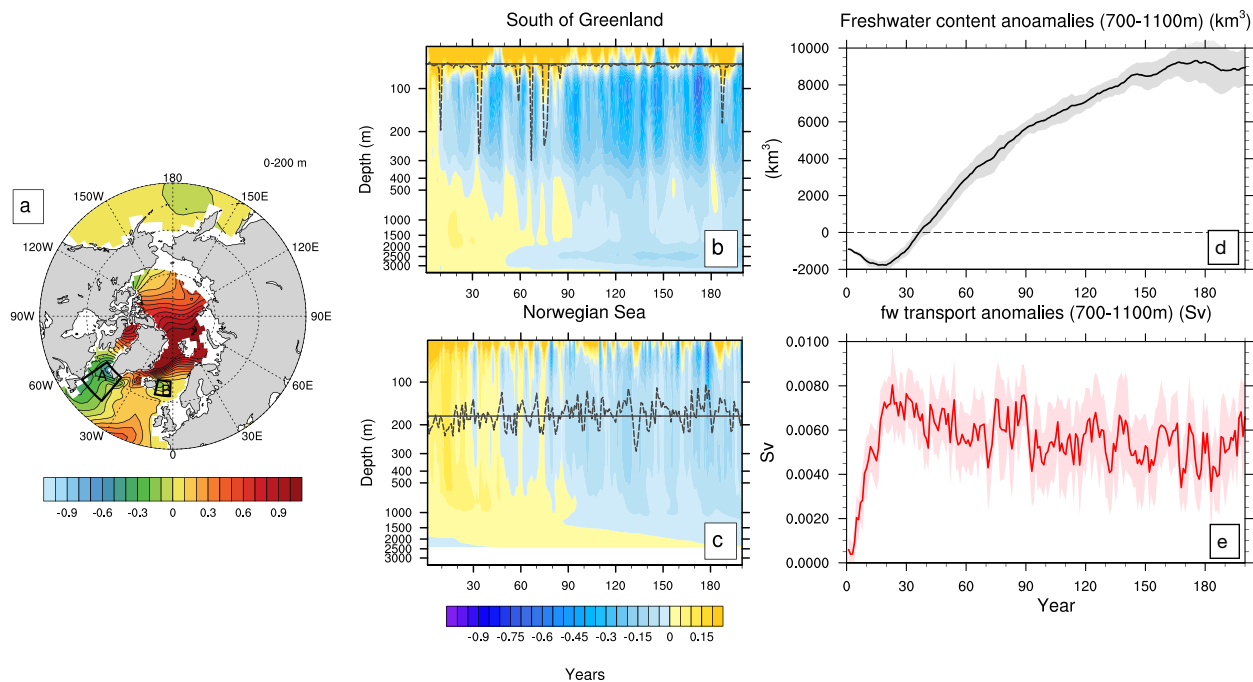 South of Greenland
Freshwater content anoamalies (700-1100m) (km³)
0-200 m
a
180
150W
150E
120W
120E
90W
90E
60W
60E
30W
30E
0
A
B
-0.9 -0.6 -0.3 0 0.3 0.6 0.9
Depth (m)
100
200
300
400
500
1000
1500
2000
2500
3000
b
30 60 90 120 150 180
(km³)
10000
8000
6000
4000
2000
0
-2000
d
0 30 60 90 120 150 180
Norwegian Sea
Depth (m)
100
200
300
400
500
1000
1500
2000
2500
3000
c
30 60 90 120 150 180
-0.9 -0.75 -0.6 -0.45 -0.3 -0.15 0 0.15
Years
fw transport anomalies (700-1100m) (Sv)
Sv
0.0100
0.0080
0.0060
0.0040
0.0020
0.0000
e
0 30 60 90 120 150 180
Year